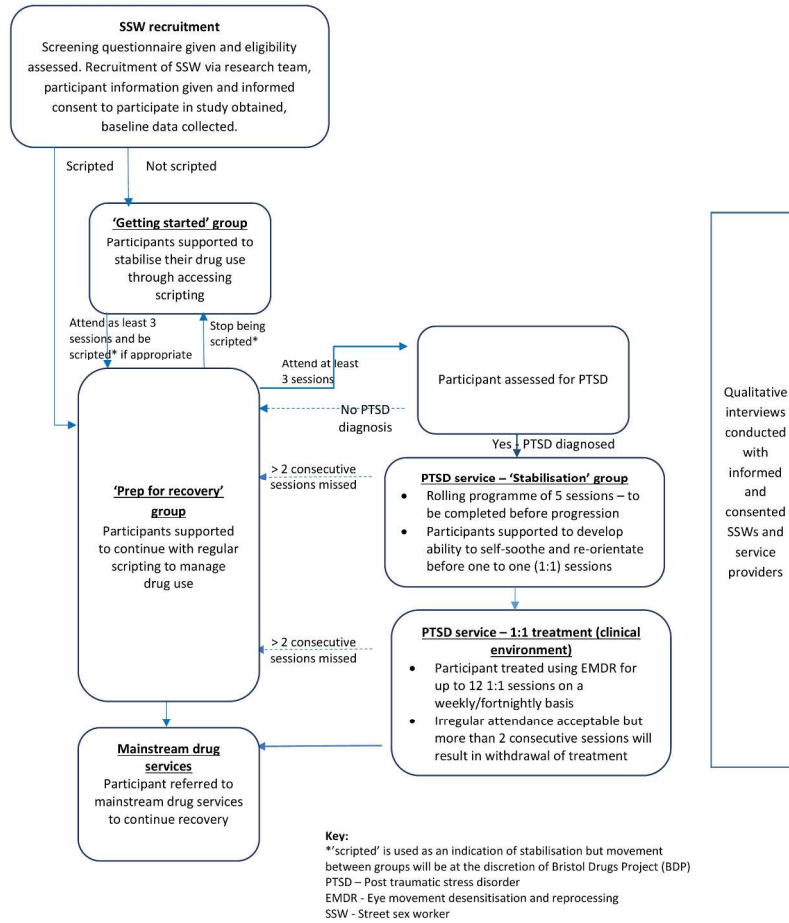 SSW recruitment
Screening questionnaire given and eligibility
assessed. Recruitment of SSW via research team,
participant information given and informed
consent to participate in study obtained,
baseline data collected.
Scripted
Not scripted
'Getting started' group
Participants supported to
stabilise their drug use
through accessing
scripting
Attend as least 3
sessions and be
scripted* if appropriate
Stop being
scripted*
Attend at least
3 sessions
Participant assessed for PTSD
No PTSD
diagnosis
Yes - PTSD diagnosed
> 2 consecutive
sessions missed
PTSD service – 'Stabilisation' group
• Rolling programme of 5 sessions – to
be completed before progression
• Participants supported to develop
ability to self-soothe and re-orientate
before one to one (1:1) sessions
'Prep for recovery'
group
Participants supported
to continue with regular
scripting to manage
drug use
> 2 consecutive
sessions missed
PTSD service – 1:1 treatment (clinical
environment)
• Participant treated using EMDR for
up to 12 1:1 sessions on a
weekly/fortnightly basis
• Irregular attendance acceptable but
more than 2 consecutive sessions will
result in withdrawal of treatment
Mainstream drug
services
Participant referred to
mainstream drug services
to continue recovery
Qualitative
interviews
conducted
with
informed
and
consented
SSWs and
service
providers
Key:
*'scripted' is used as an indication of stabilisation but movement
between groups will be at the discretion of Bristol Drugs Project (BDP)
PTSD – Post traumatic stress disorder
EMDR - Eye movement desensitisation and reprocessing
SSW - Street sex worker